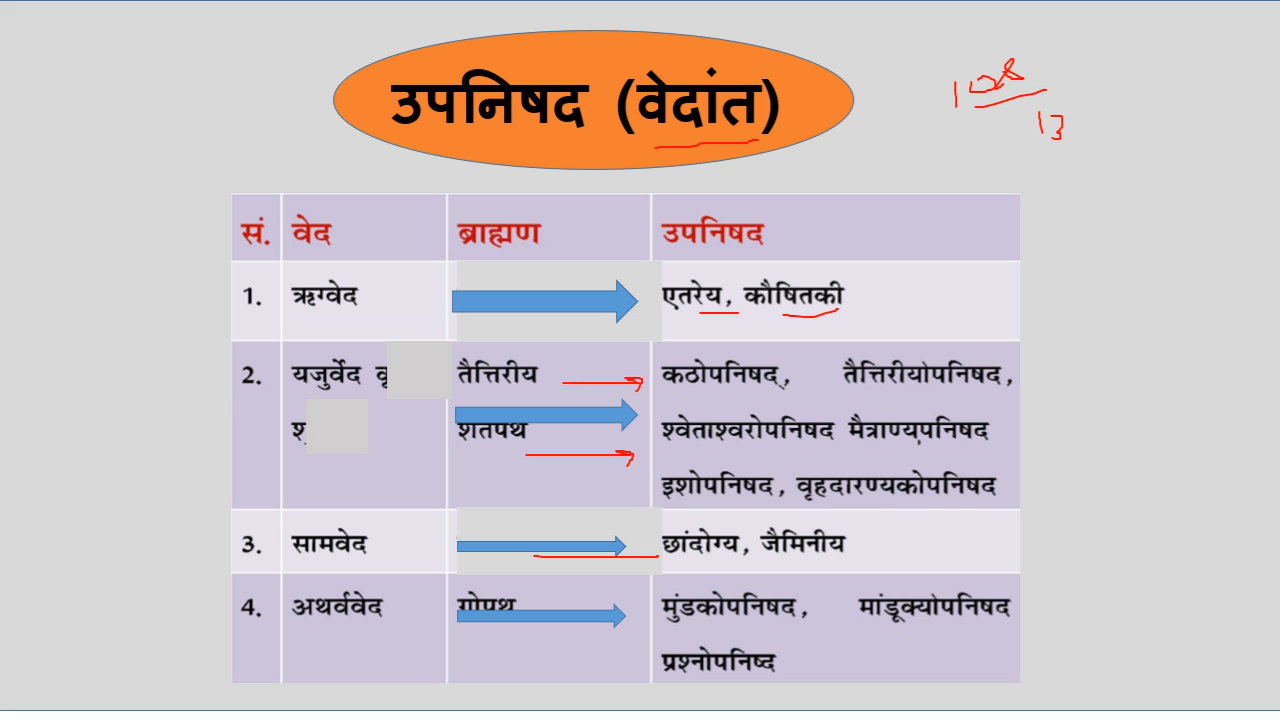 उपनिषद (वेदांत)
108
13
सं. वेद ब्राह्मण उपनिषद
1. ऋग्वेद एतरेय, कौषितकी
2. यजुर्वेद तैत्तिरीय कठोपनिषद, तैत्तिरीयोपनिषद,
शतपथ श्वेताश्वरोपनिषद मैत्राण्यपनिषद
इशोपनिषद, वृहदारण्यकोपनिषद
3. सामवेद छांदोग्य, जैमिनीय
4. अथर्ववेद गोपथ मुंडकोपनिषद, मांडूक्योपनिषद
प्रश्नोपनिष्द